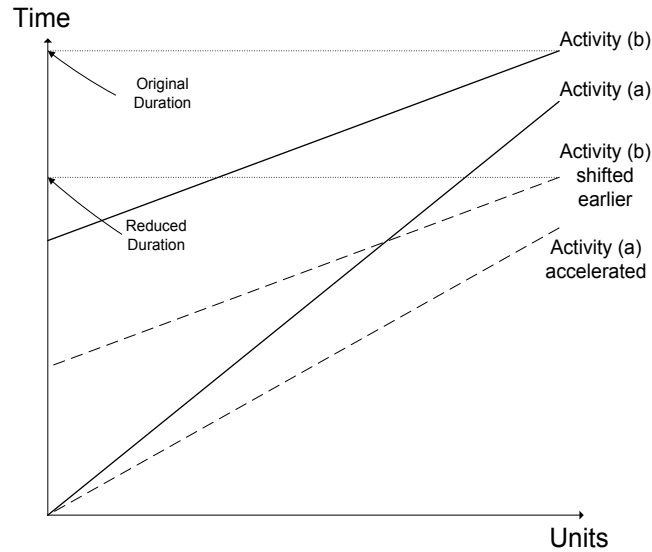 Time
Activity (b)
Original
Duration
Activity (a)
Activity (b)
shifted
earlier
Reduced
Duration
Activity (a)
accelerated
Units